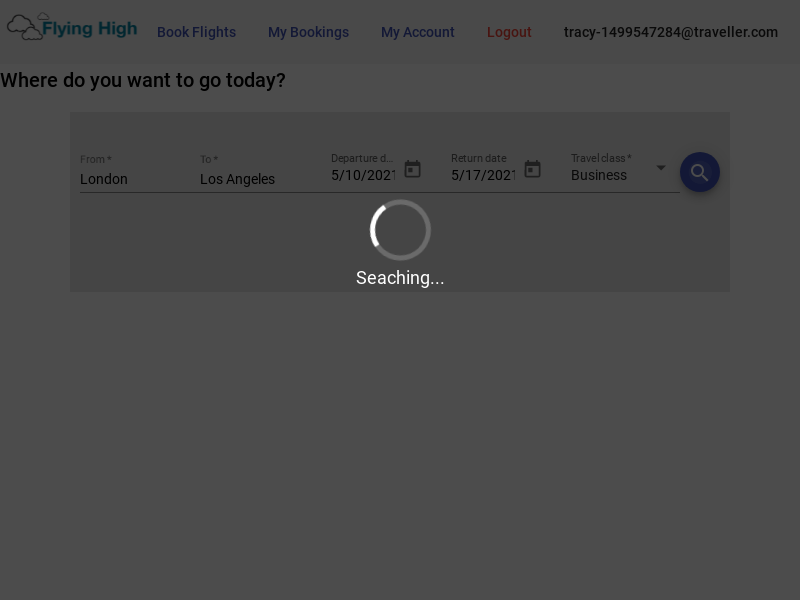 Flying High
Book Flights
My Bookings
My Account
Logout
tracy-1499547284@traveller.com
Where do you want to go today?
From *
London
To *
Los Angeles
Departure d...
5/10/2021
Return date
5/17/2021
Travel class *
Business
Seaching...